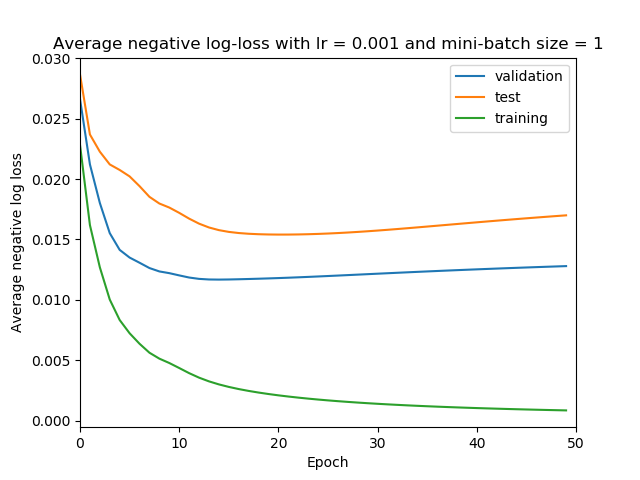 Average negative log-loss with lr = 0.001 and mini-batch size = 1
0.030
0.025
0.020
0.015
0.010
0.005
0.000
Average negative log loss
validation
test
training
0 10 20 30 40 50
Epoch